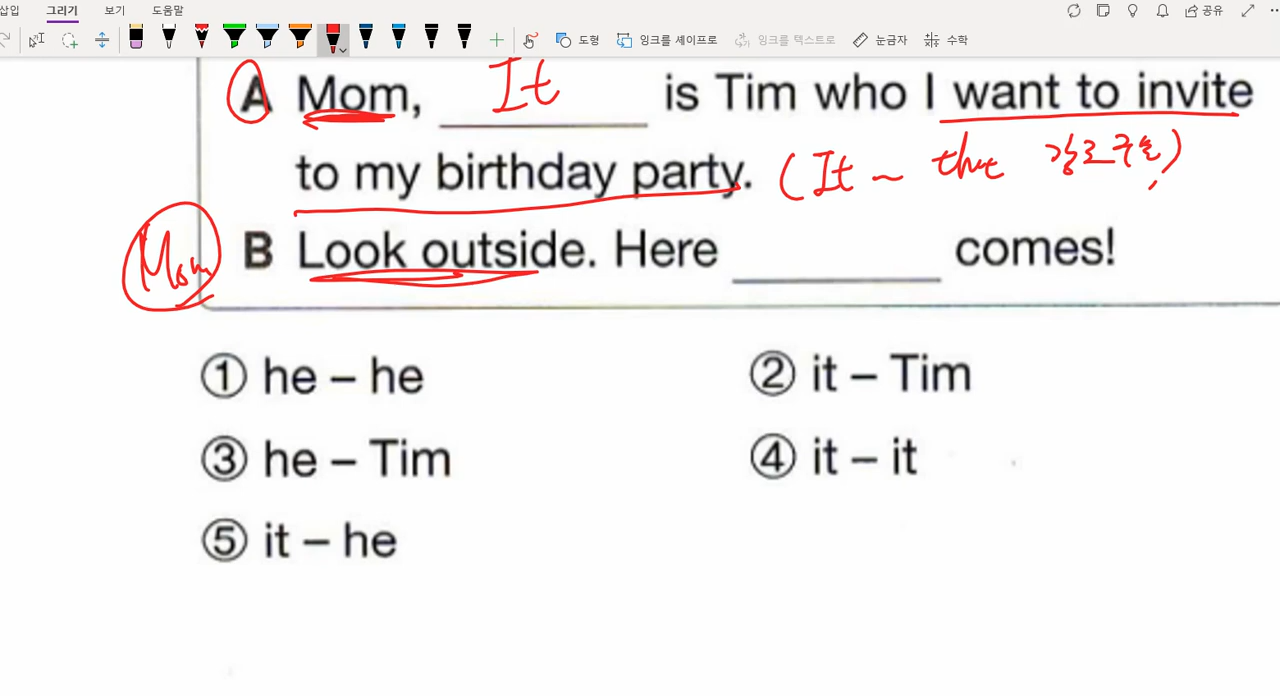 삽입 그리기 보기 도움말 공유
도형 잉크를 셰이프로 잉크를 텍스트로 눈금자 수학
A Mom, It is Tim who I want to invite
to my birthday party. (It ~ that 강조구문)
Mom B Look outside. Here ________ comes!
① he – he ② it – Tim
③ he – Tim ④ it – it
⑤ it – he